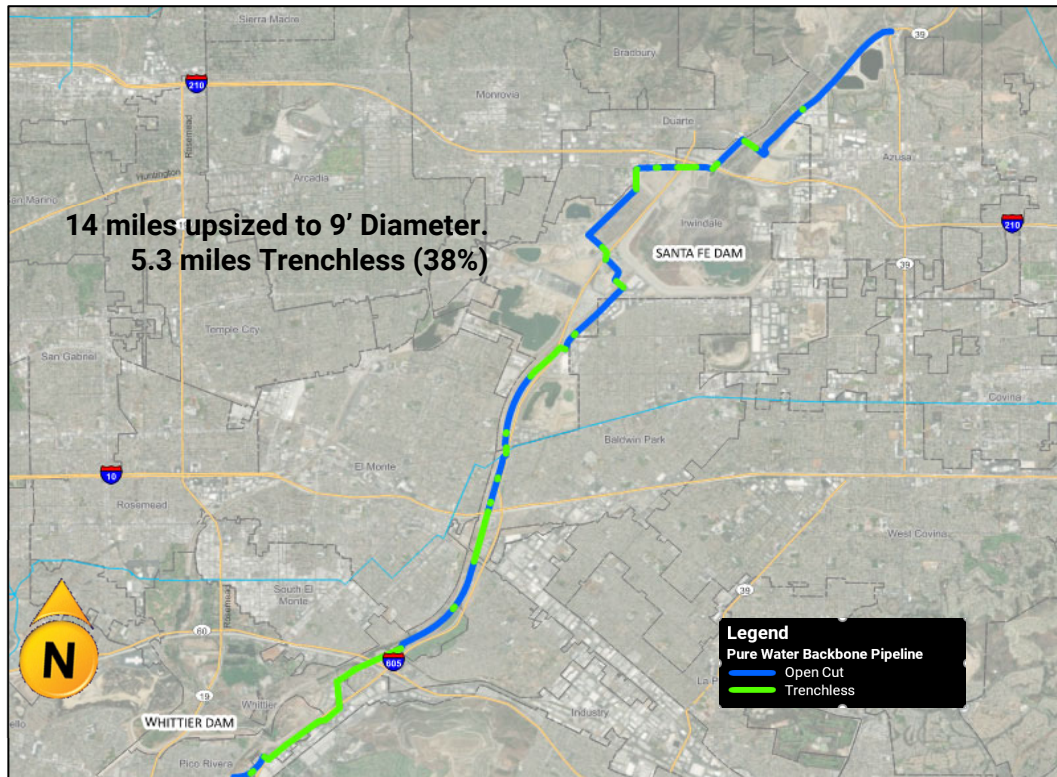 Sierra Madre
39
Bradbury
210
Monrovia
Rosemead
Duarte
Azusa
Huntington
San Marino
Arcadia
14 miles upsized to 9' Diameter.
5.3 miles Trenchless (38%)
Irwindale
210
SANTA FE DAM
39
Temple City
San Gabriel
Covina
Baldwin Park
El Monte
10
Rosemead
West Covina
South El
Monte
Rosemead
39
60
N
605
19
Whittier
WHITTIER DAM
Industry
Pico Rivera
Legend
Pure Water Backbone Pipeline
Open Cut
Trenchless